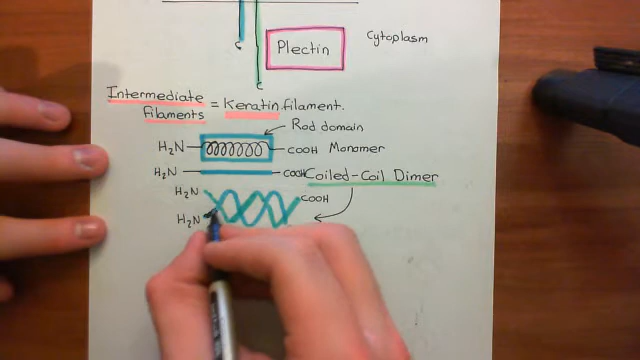 c
c
Plectin
Cytoplasm
Intermediate filaments = Keratin filament.
Rod domain
H₂N COOH Monomer
H₂N COOH Coiled-Coil Dimer
H₂N COOH
H₂N